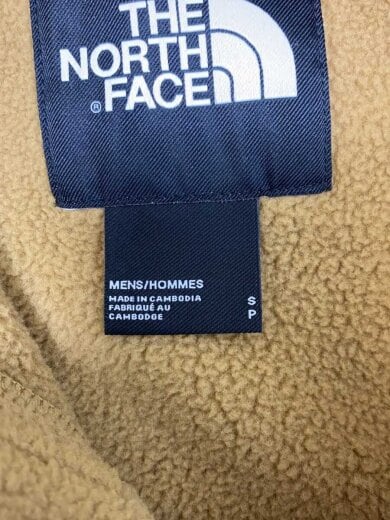 THE
NORTH
® FACE
MENS/HOMMES
MADE IN CAMBODIA S
FABRIQUÉ AU P
CAMBODGE